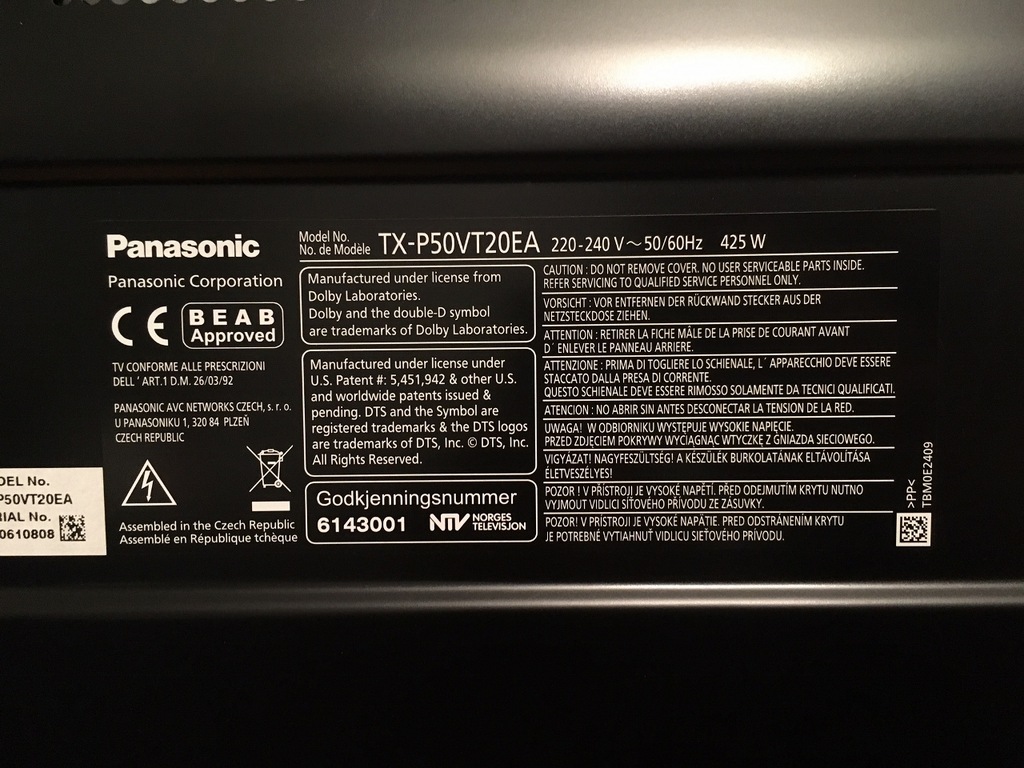 Panasonic
Panasonic Corporation
CE
BEAB
Approved
TV CONFORME ALLE PRESCRIZIONI
DELL ' ART.1 D.M. 26/03/92
PANASONIC AVC NETWORKS CZECH, s. r. o.
U PANASONIKU 1, 320 84 PLZEŇ
CZECH REPUBLIC
Assembled in the Czech Republic
Assemblé en République tchèque
DEL No.
P50VT20EA
RIAL No.
0610808
Model No.
No. de Modèle
TX-P50VT20EA 220-240 V～50/60Hz 425 W
Manufactured under license from
Dolby Laboratories.
Dolby and the double-D symbol
are trademarks of Dolby Laboratories.
Manufactured under license under
U.S. Patent #: 5,451,942 & other U.S.
and worldwide patents issued &
pending. DTS and the Symbol are
registered trademarks & the DTS logos
are trademarks of DTS, Inc. © DTS, Inc.
All Rights Reserved.
Godkjenningsnummer
6143001 NTV NORGES
TELEVISJON
CAUTION : DO NOT REMOVE COVER. NO USER SERVICEABLE PARTS INSIDE.
REFER SERVICING TO QUALIFIED SERVICE PERSONNEL ONLY.
VORSICHT : VOR ENTFERNEN DER RÜCKWAND STECKER AUS DER
NETZSTECKDOSE ZIEHEN.
ATTENTION : RETIRER LA FICHE MÂLE DE LA PRISE DE COURANT AVANT
D´ ENLEVER LE PANNEAU ARRIERE.
ATTENZIONE : PRIMA DI TOGLIERE LO SCHIENALE, L´ APPARECCHIO DEVE ESSERE
STACCATO DALLA PRESA DI CORRENTE.
QUESTO SCHIENALE DEVE ESSERE RIMOSSO SOLAMENTE DA TECNICI QUALIFICATI.
ATENCION : NO ABRIR SIN ANTES DESCONECTAR LA TENSION DE LA RED.
UWAGA! W ODBIORNIKU WYSTĘPUJE WYSOKIE NAPIĘCIE.
PRZED ZDJĘCIEM POKRYWY WYCIĄGNĄĆ WTYCZKĘ Z GNIAZDA SIECIOWEGO.
VIGYÁZAT! NAGYFESZÜLTSÉG! A KÉSZÜLÉK BURKOLATÁNAK ELTÁVOLÍTÁSA
ÉLETVESZÉLYES!
POZOR ! V PŘÍSTROJI JE VYSOKÉ NAPĚTÍ. PŘED ODEJMUTÍM KRYTU NUTNO
VYJMOUT VIDLICI SÍŤOVÉHO PŘÍVODU ZE ZÁSUVKY.
POZOR! V PRÍSTROJI JE VYSOKÉ NAPÄTIE. PRED ODSTRÁNENÍM KRYTU
JE POTREBNÉ VYTIAHNUŤ VIDLICU SIEŤOVÉHO PRÍVODU.
>PP<
TBM0E2409